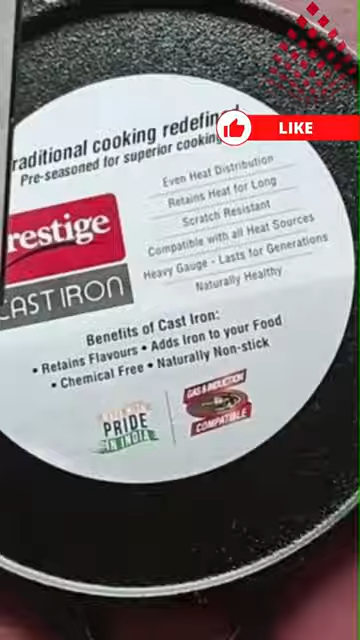 raditional cooking redefin
Pre-seasoned for superior cooking
LIKE
Even Heat Distribution
Retains Heat for Long
Scratch Resistant
Compatible with all Heat Sources
Heavy Gauge - Lasts for Generations
Naturally Healthy
restige
CAST IRON
Benefits of Cast Iron:
• Retains Flavours • Adds Iron to your Food
• Chemical Free • Naturally Non-stick
PRIDE
IN INDIA
GAS & INDUCTION
COMPATIBLE